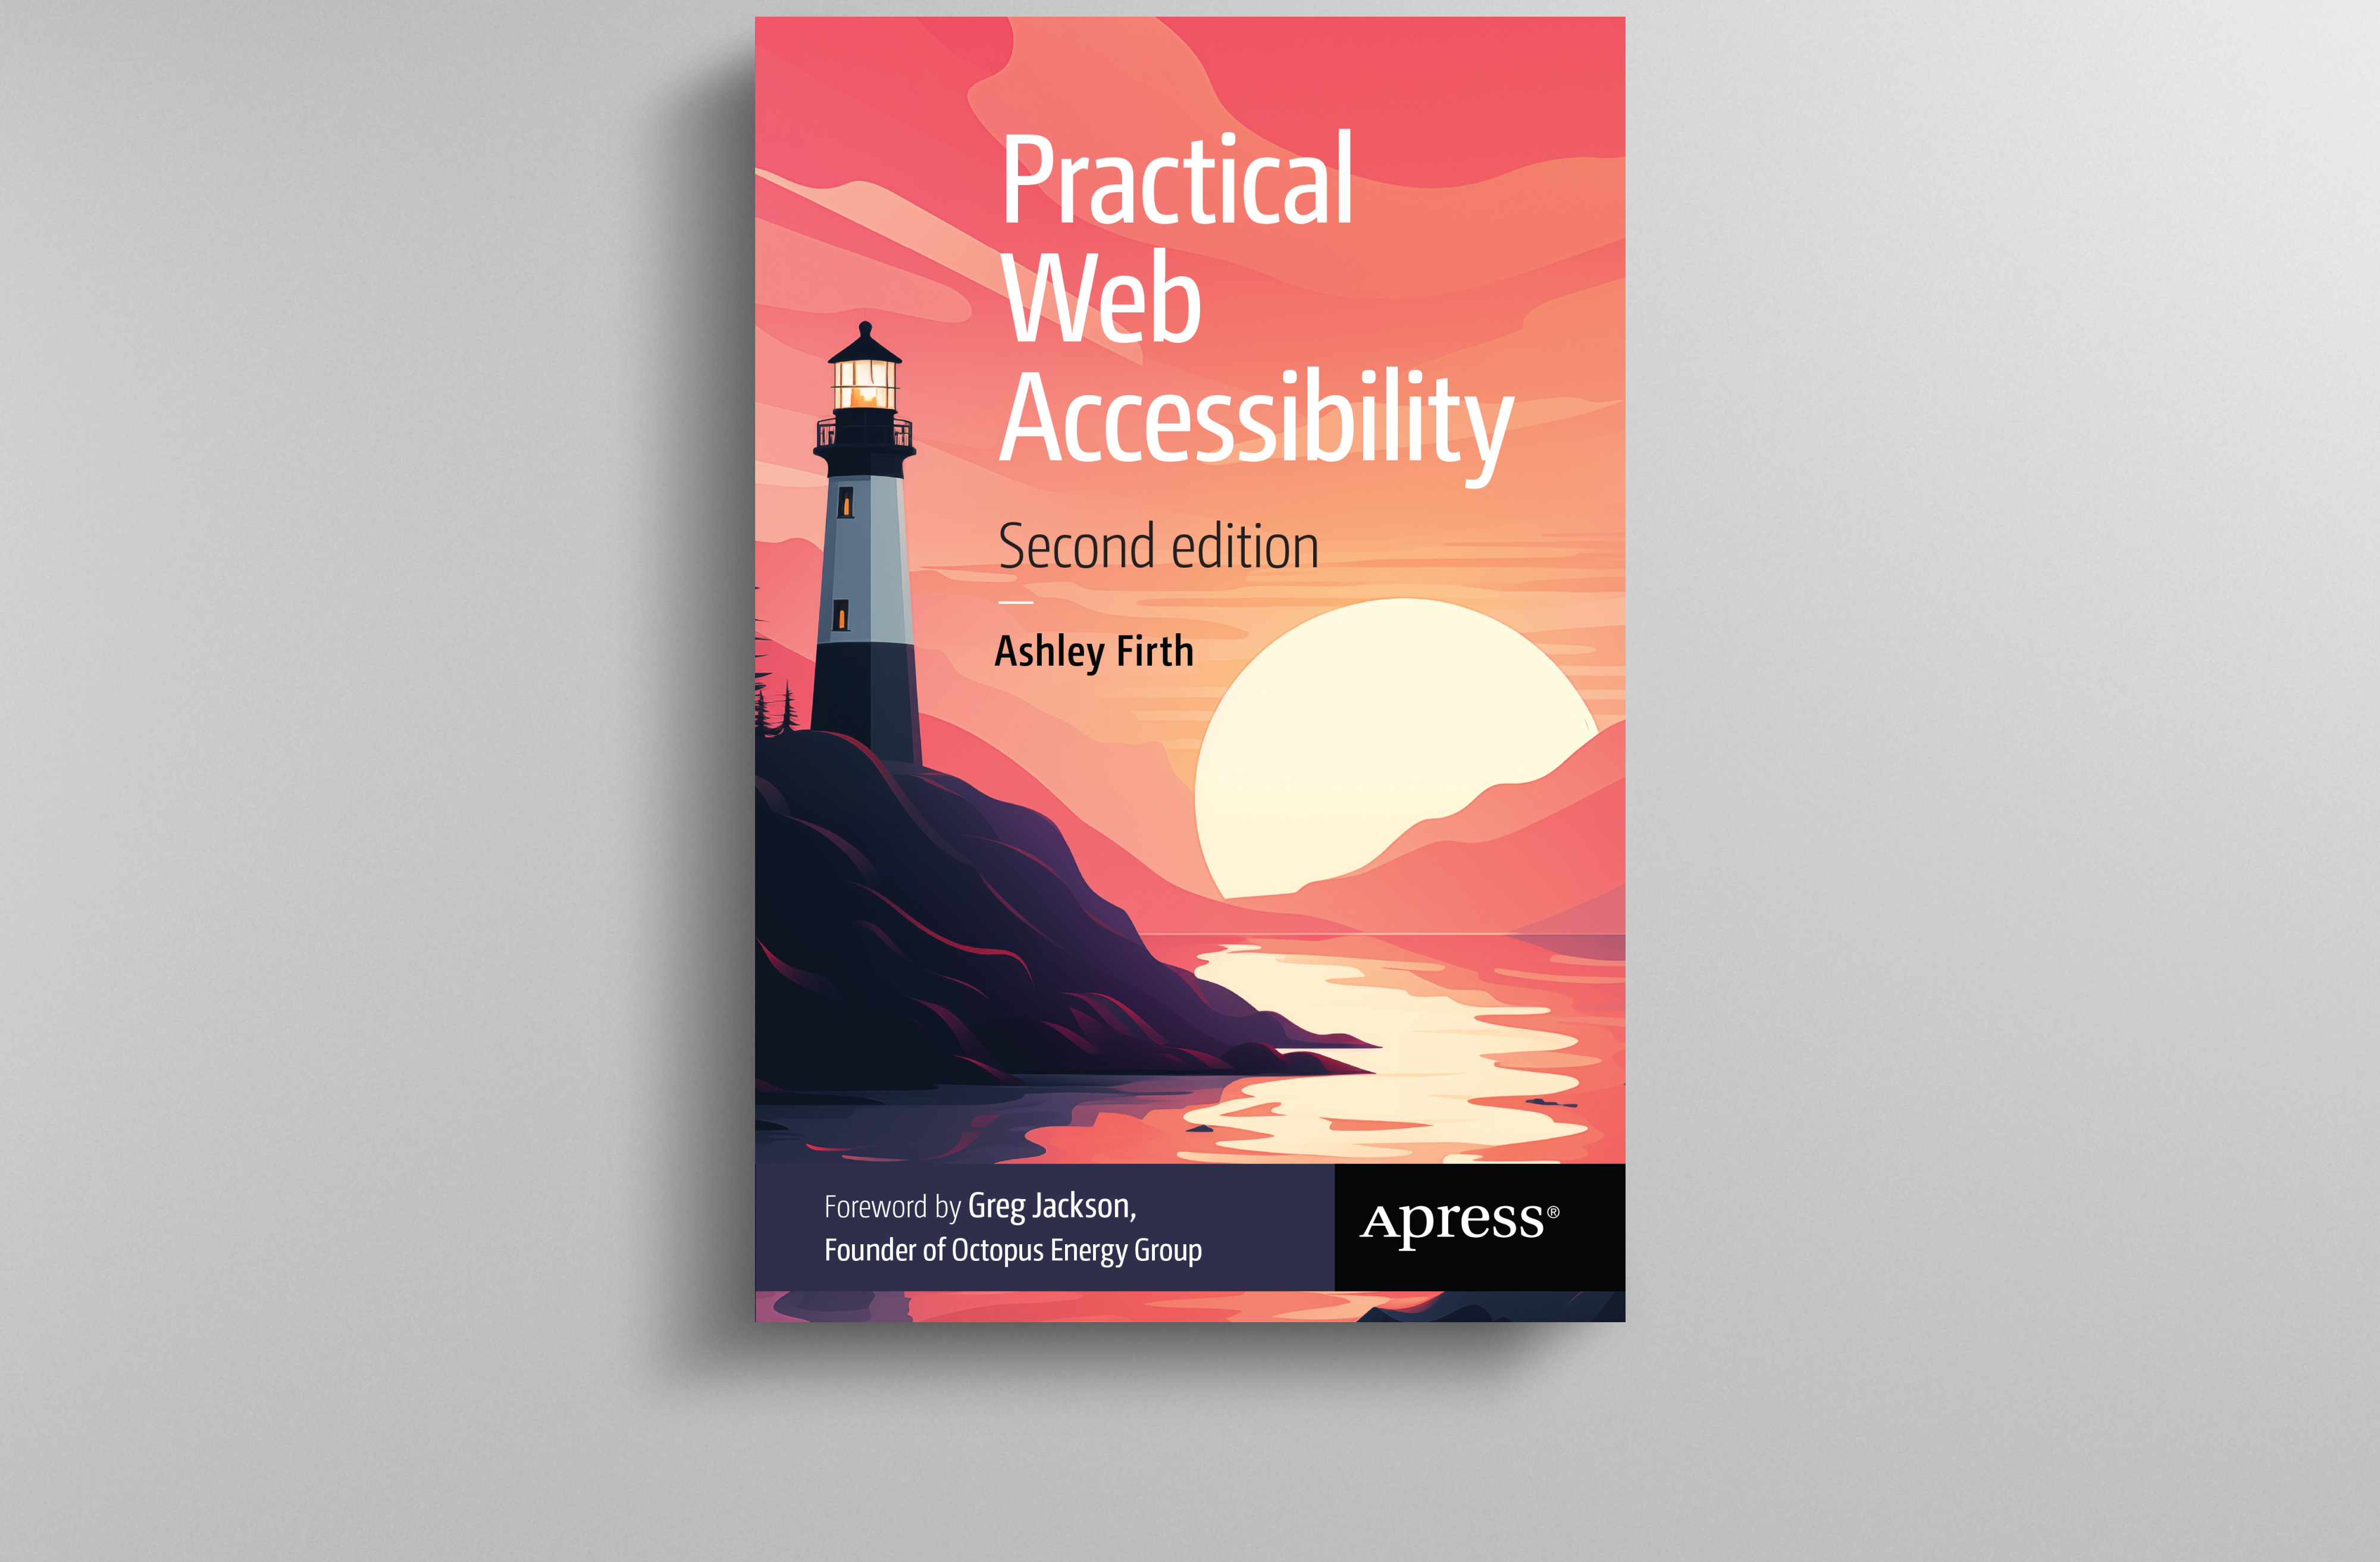 Practical
Web
Accessibility
Second edition
Ashley Firth
Foreword by Greg Jackson,
Founder of Octopus Energy Group
Apress®